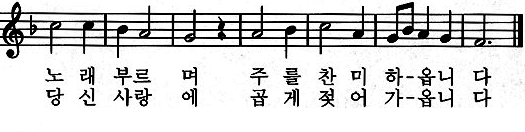 노 래 부르 며 주 를 찬 미 하-옵니 다
당 신 사랑 에 곱 게 젖 어 가-옵니 다